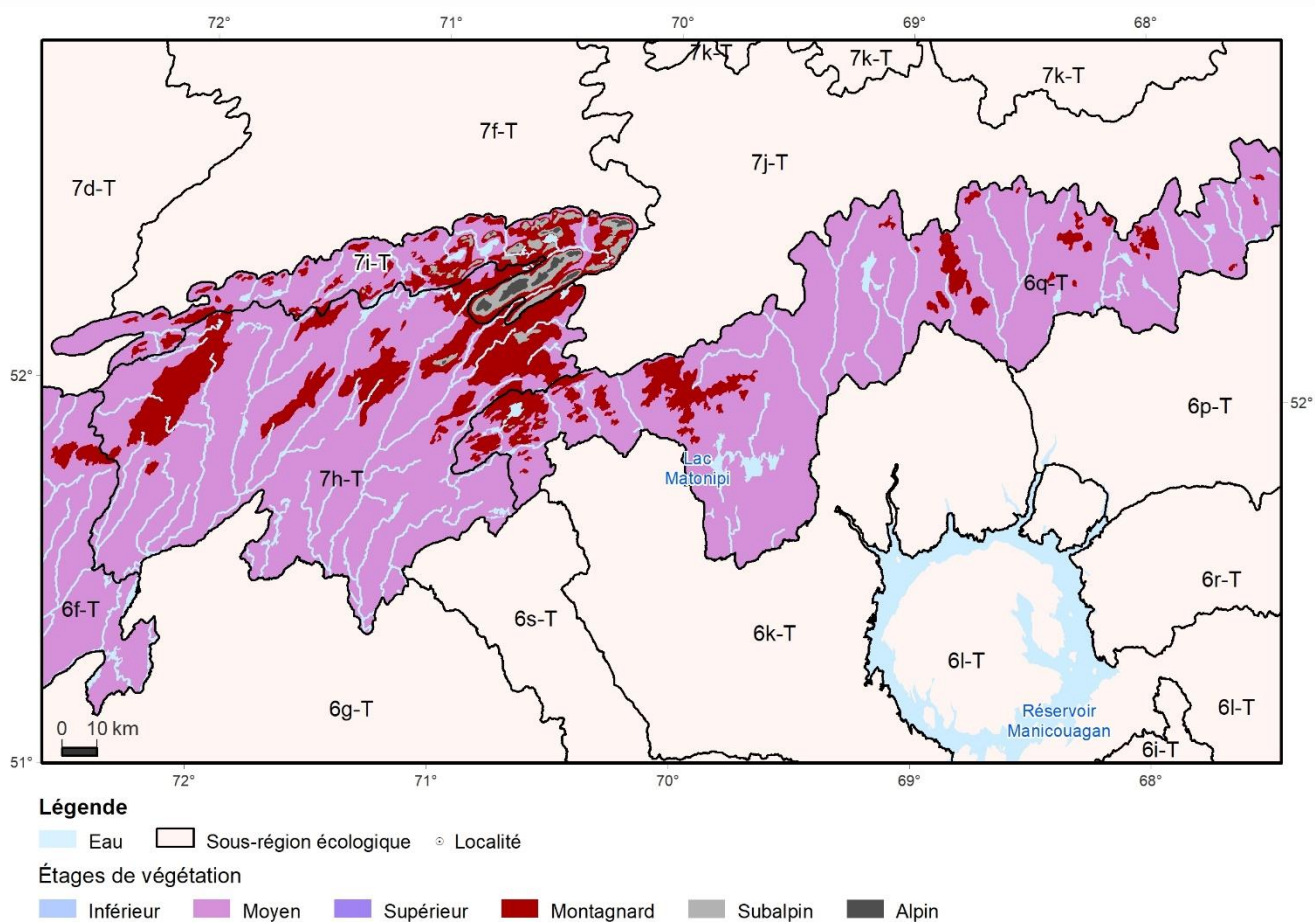 72° 71° 70° 69° 68°
7k-T 7k-T 7k-T
7f-T
7j-T
7d-T
7i-T
6q-T
52°
52°
6p-T
Lac
Matonipi
7h-T
6r-T
6f-T
6s-T
6k-T
6l-T
6g-T
Réservoir
Manicouagan
6l-T
6i-T
0 10 km
51°
72° 71° 70° 69° 68°
Légende
Eau Sous-région écologique Localité
Étages de végétation
Inférieur Moyen Supérieur Montagnard Subalpin Alpin